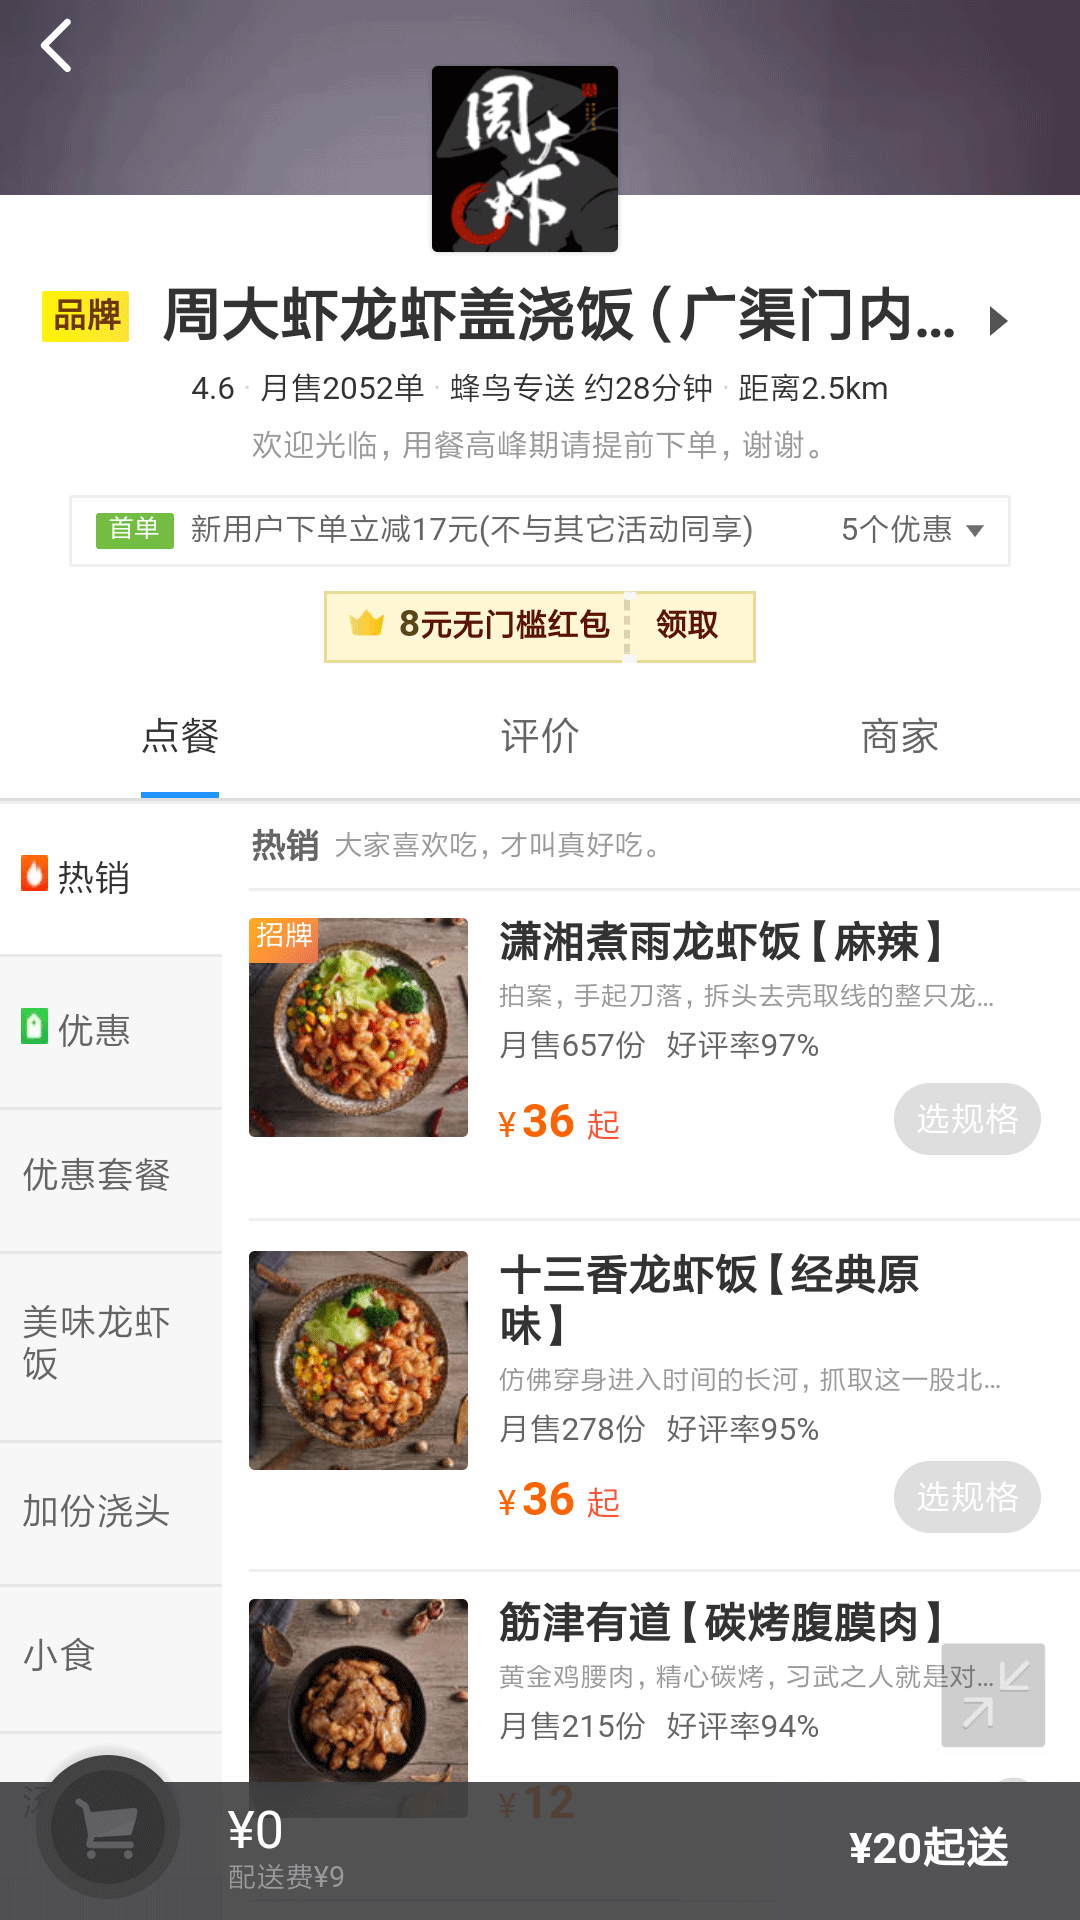 周大虾
品牌 周大虾龙虾盖浇饭（广渠门内...
4.6 · 月售2052单 · 蜂鸟专送 约28分钟 · 距离2.5km
欢迎光临，用餐高峰期请提前下单，谢谢。
首单 新用户下单立减17元(不与其它活动同享) 5个优惠
8元无门槛红包 领取
点餐 评价 商家
热销
优惠
优惠套餐
美味龙虾
饭
加份浇头
小食
热销 大家喜欢吃，才叫真好吃。
招牌
潇湘煮雨龙虾饭【麻辣】
拍案，手起刀落，拆头去壳取线的整只龙...
月售657份 好评率97%
¥36 起
选规格
十三香龙虾饭【经典原
味】
仿佛穿身进入时间的长河，抓取这一股北...
月售278份 好评率95%
¥36 起
选规格
筋津有道【碳烤腹膜肉】
黄金鸡腰肉，精心碳烤，习武之人就是对...
月售215份 好评率94%
¥12
¥0
配送费¥9
¥20起送